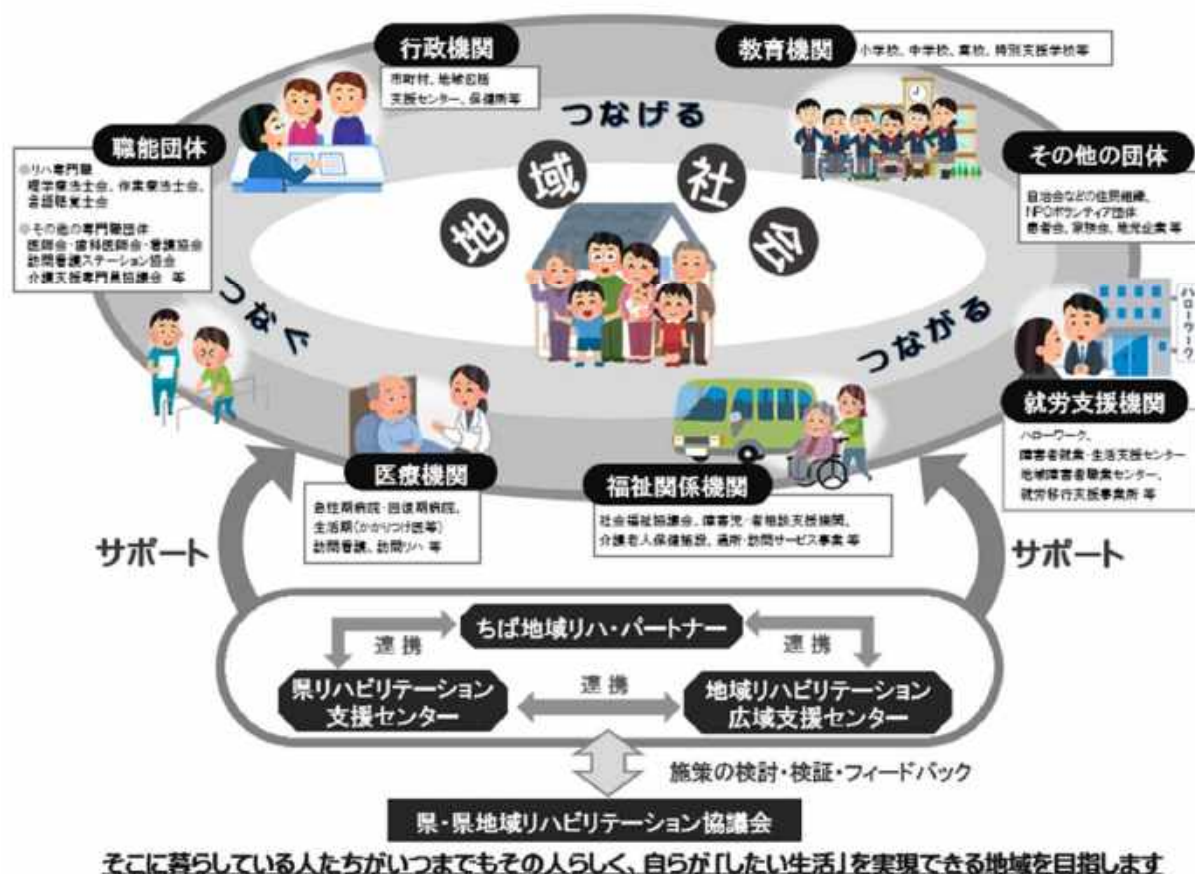 行政機関
市町村、地域包括
支援センター、保健所等
教育機関
小学校、中学校、高校、特別支援学校等
職能団体
※リハ専門職
理学療法士会、作業療法士会、
言語聴覚士会
※その他の専門職団体
医師会・歯科医師会・看護協会
訪問看護ステーション協会
介護支援専門員協議会 等
つなげる
地域社会
その他の団体
自治会などの住民組織、
NPOボランティア団体
患者会、家族会、地元企業 等
つなぐ
つながる
ハローワーク
就労支援機関
ハローワーク、
障害者就業・生活支援センター
地域障害者職業センター、
就労移行支援事業所 等
医療機関
急性期病院・回復期病院、
生活期(かかりつけ医等)
訪問看護、訪問リハ 等
福祉関係機関
社会福祉協議会、障害児・者相談支援機関、
介護老人保健施設、通所・訪問サービス事業 等
サポート
サポート
ちば地域リハ・パートナー
連携
連携
県リハビリテーション
支援センター
連携
地域リハビリテーション
広域支援センター
施策の検討・検証・フィードバック
県・県地域リハビリテーション協議会
そこに暮らしている人たちがいつまでもその人らしく、自らが「したい生活」を実現できる地域を目指します